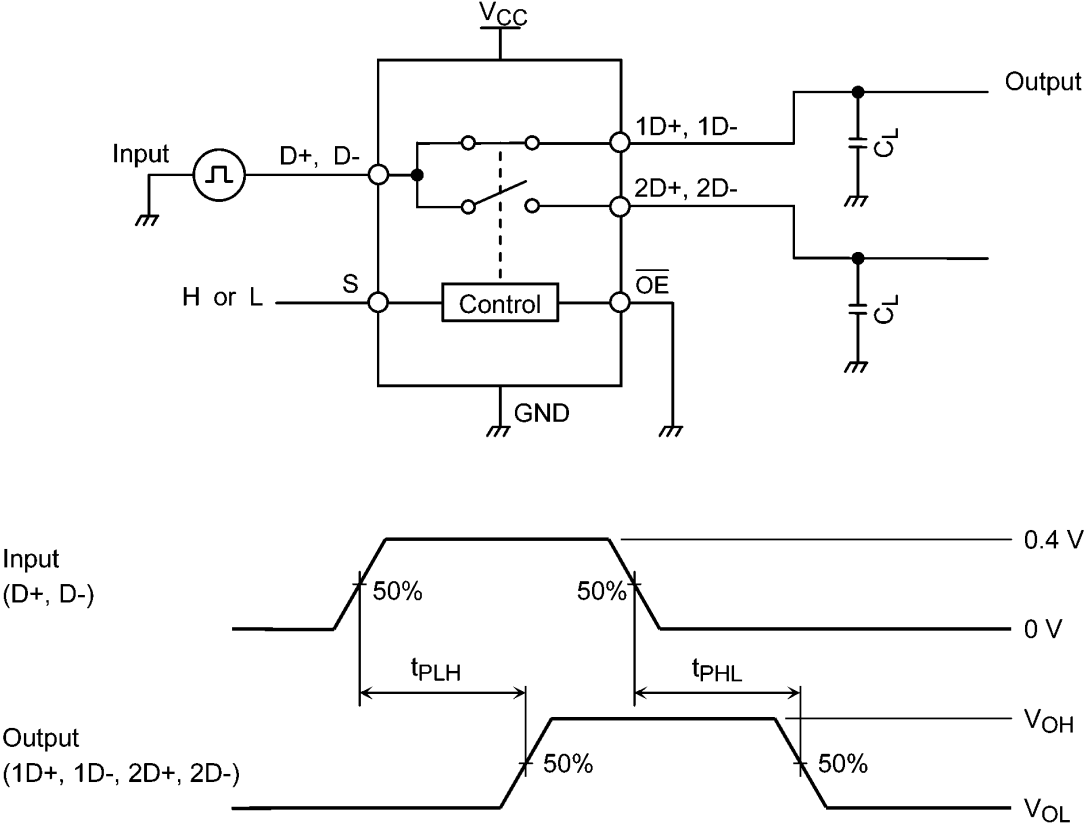 VCC
Output
Input
D+, D-
1D+, 1D-
CL
2D+, 2D-
H or L
S
Control
OE
CL
GND
Input
(D+, D-)
50%
50%
0.4 V
0 V
tPLH
tPHL
Output
(1D+, 1D-, 2D+, 2D-)
50%
50%
VOH
VOL